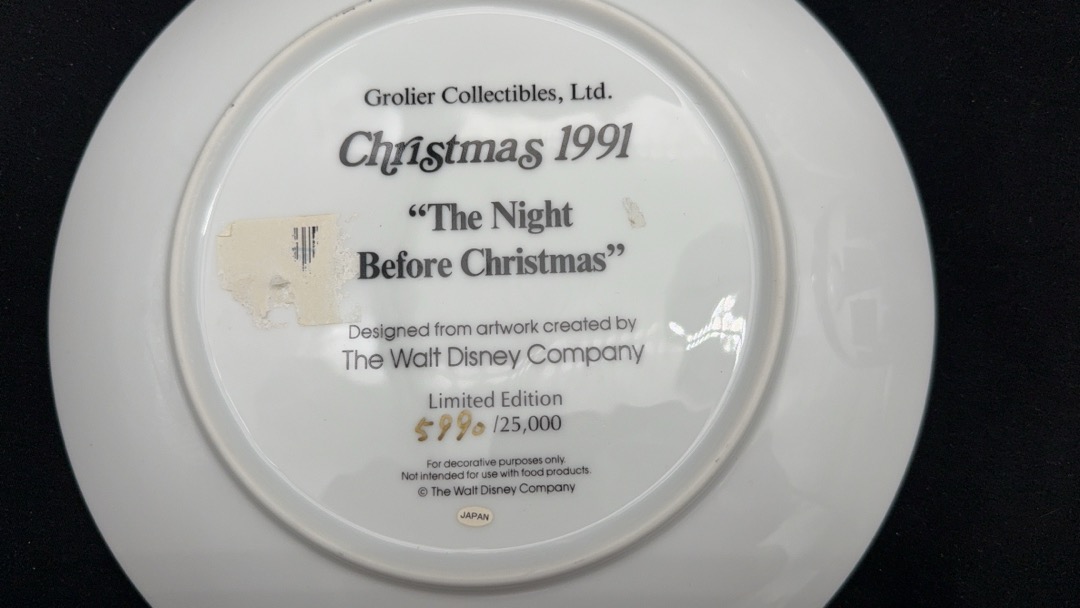 Grolier Collectibles, Ltd.
Christmas 1991
“The Night
Before Christmas”
Designed from artwork created by
The Walt Disney Company
Limited Edition
5990 /25,000
For decorative purposes only.
Not intended for use with food products.
© The Walt Disney Company
JAPAN